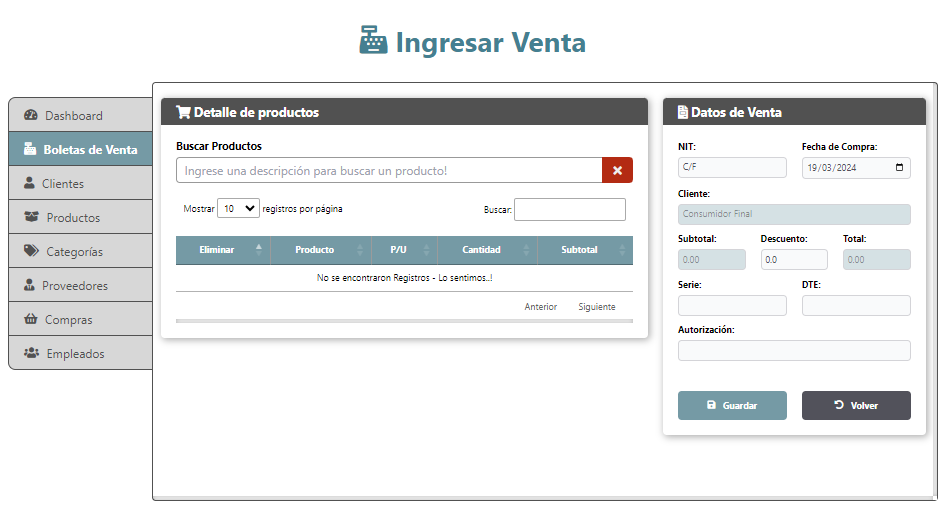 Ingresar Venta
Dashboard
Boletas de Venta
Clientes
Productos
Categorías
Proveedores
Compras
Empleados
Detalle de productos
Buscar Productos
Ingrese una descripción para buscar un producto!
Mostrar 10 registros por página
Buscar:
Eliminar Producto P/U Cantidad Subtotal
No se encontraron Registros - Lo sentimos..!
Anterior Siguiente
Datos de Venta
NIT: Fecha de Compra:
C/F 19/03/2024
Cliente:
Consumidor Final
Subtotal: Descuento: Total:
0.00 0.0 0.00
Serie: DTE:
Autorización:
Guardar Volver